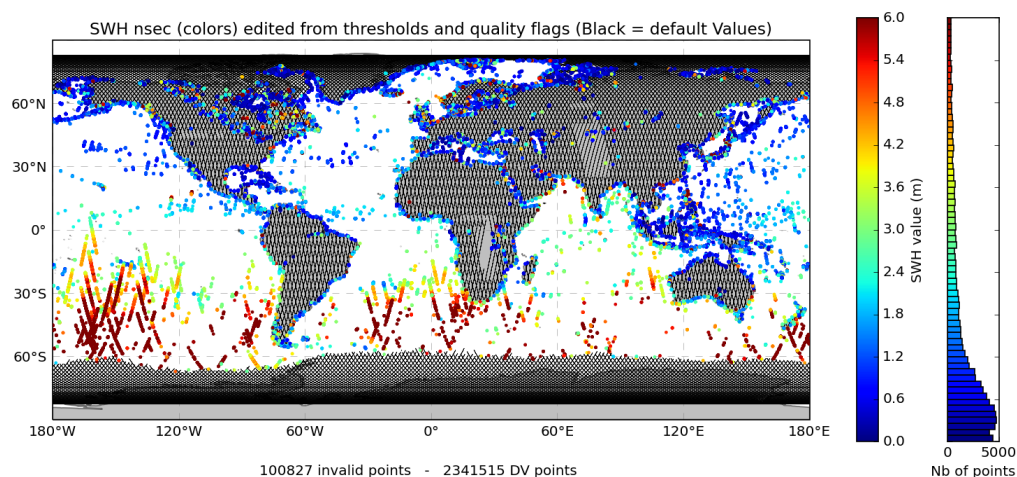 SWH nsec (colors) edited from thresholds and quality flags (Black = default Values)
60°N
30°N
0°
30°S
60°S
180°W 120°W 60°W 0° 60°E 120°E 180°E
100827 invalid points - 2341515 DV points
6.0
5.4
4.8
4.2
3.6
3.0
2.4
1.8
1.2
0.6
0.0
SWH value (m)
0 5000
Nb of points